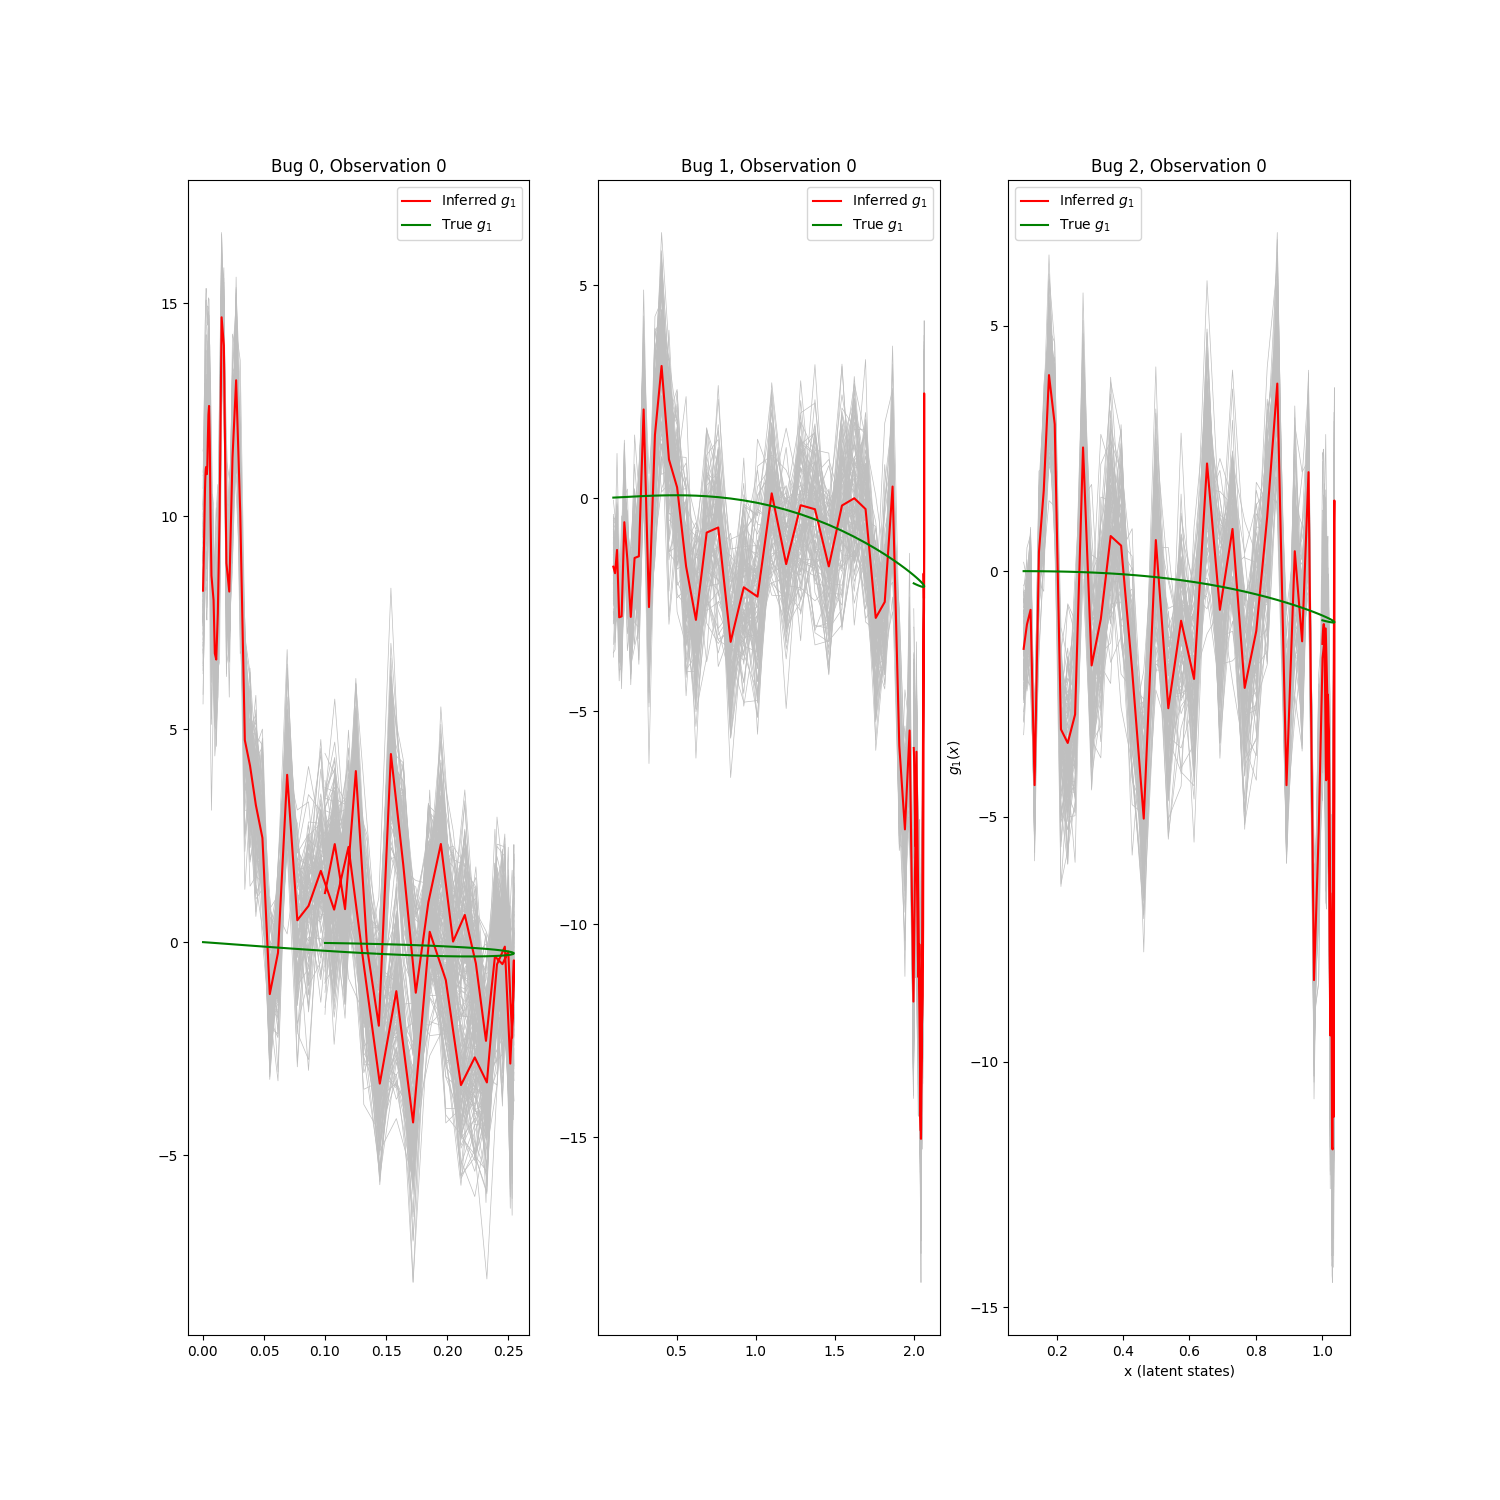 Bug 0, Observation 0
Inferred g₁
True g₁
15
10
5
0
−5
0.00 0.05 0.10 0.15 0.20 0.25
Bug 1, Observation 0
Inferred g₁
True g₁
5
0
−5
−10
−15
0.5 1.0 1.5 2.0
Bug 2, Observation 0
Inferred g₁
True g₁
g₁(x)
5
0
−5
−10
−15
0.2 0.4 0.6 0.8 1.0
x (latent states)